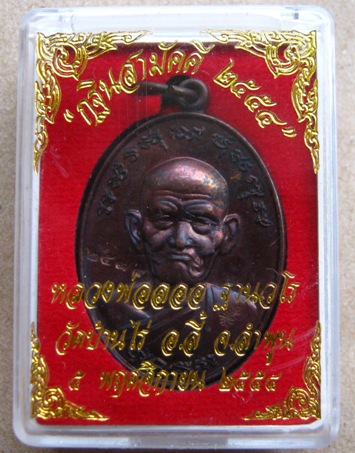 "กฐินสามัคคี ๒๕๕๔"
หลวงพ่อลออ ฐานวโร
วัดบ้านไร่ อ.ลี้ จ.ลำพูน
๕ พฤศจิกายน ๒๕๕๔